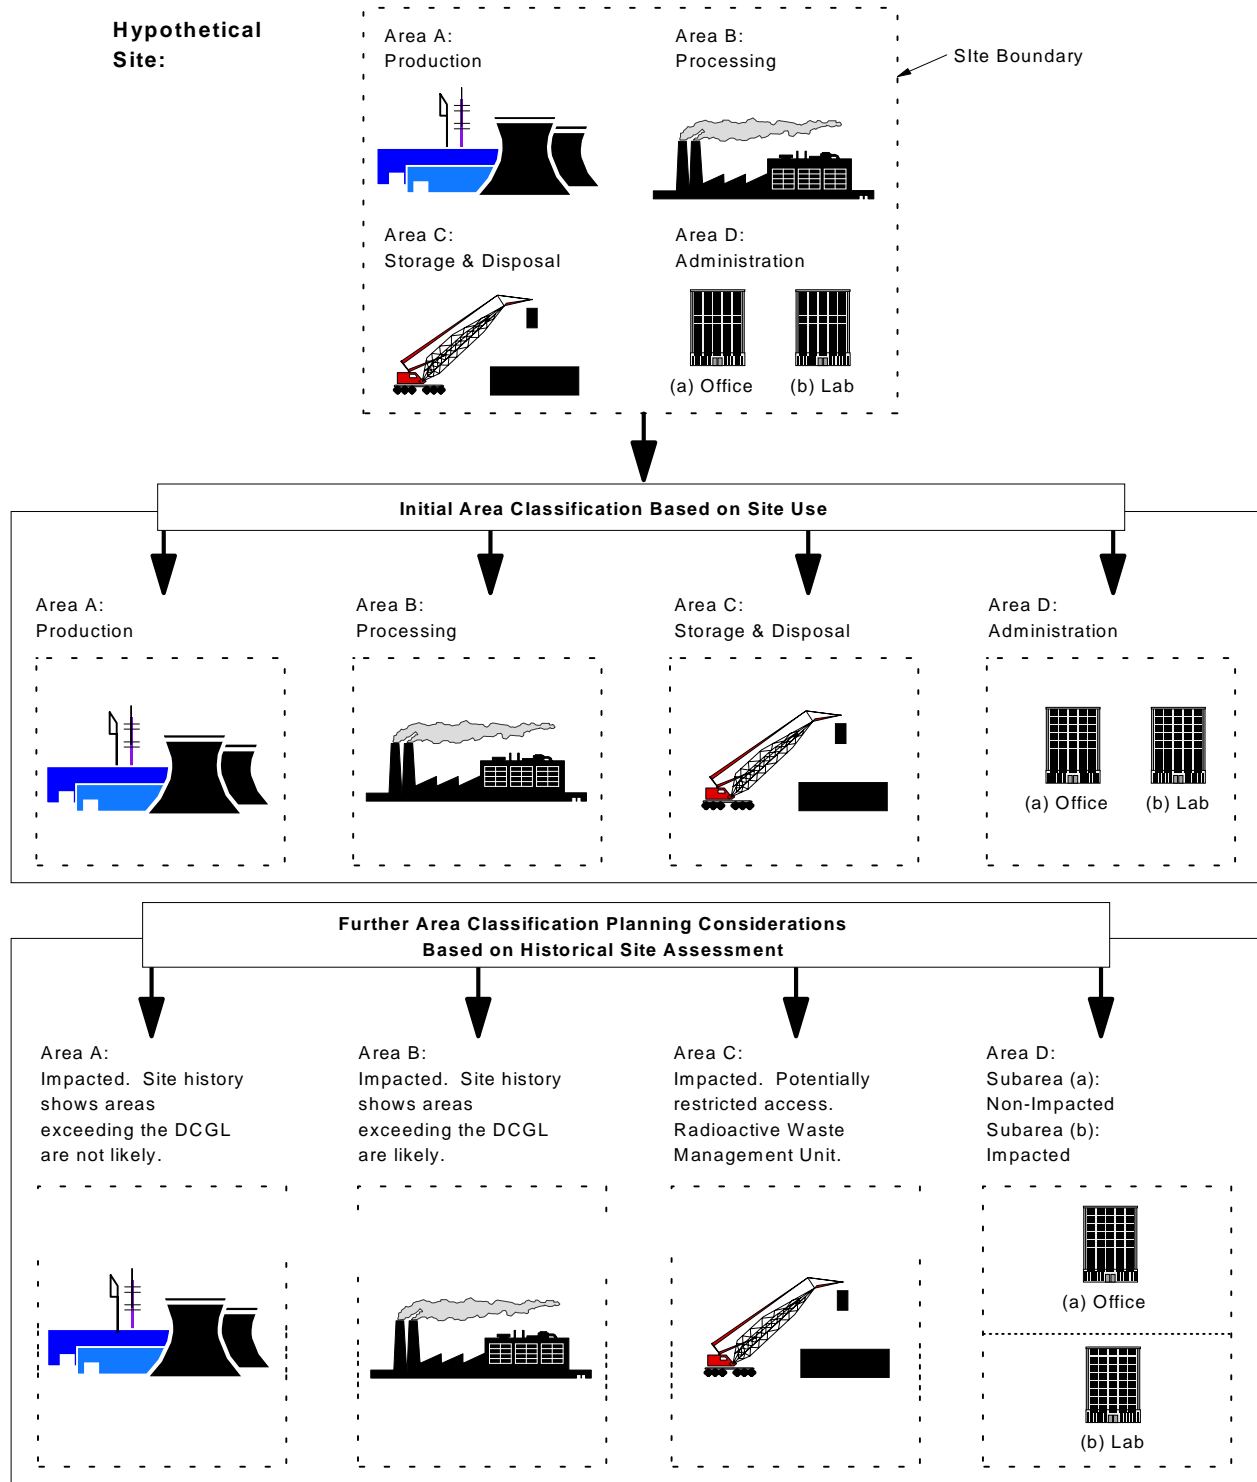 Hypothetical
Site:
Area A:
Production
Area B:
Processing
SIte Boundary
Area C:
Storage & Disposal
Area D:
Administration
(a) Office
(b) Lab
Initial Area Classification Based on Site Use
Area A:
Production
Area B:
Processing
Area C:
Storage & Disposal
Area D:
Administration
(a) Office
(b) Lab
Further Area Classification Planning Considerations
Based on Historical Site Assessment
Area A:
Impacted. Site history
shows areas
exceeding the DCGL
are not likely.
Area B:
Impacted. Site history
shows areas
exceeding the DCGL
are likely.
Area C:
Impacted. Potentially
restricted access.
Radioactive Waste
Management Unit.
Area D:
Subarea (a):
Non-Impacted
Subarea (b):
Impacted
(a) Office
(b) Lab